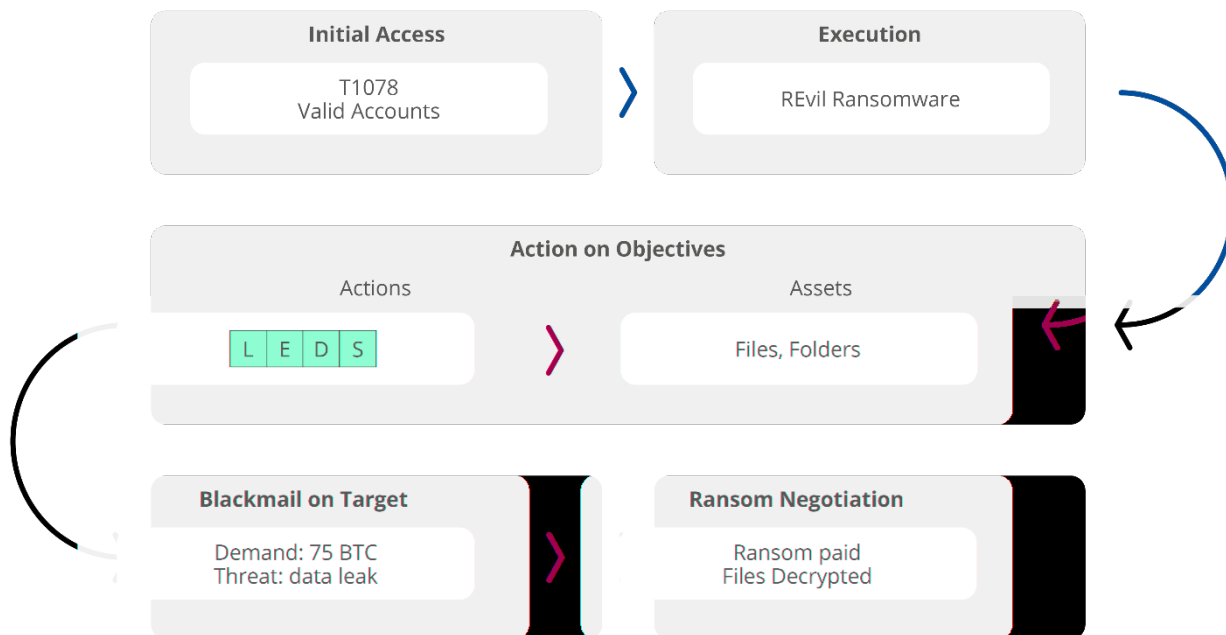 Initial Access
Execution
T1078
Valid Accounts
REvil Ransomware
Action on Objectives
Actions
Assets
L E D S
Files, Folders
Blackmail on Target
Ransom Negotiation
Demand: 75 BTC
Threat: data leak
Ransom paid
Files Decrypted